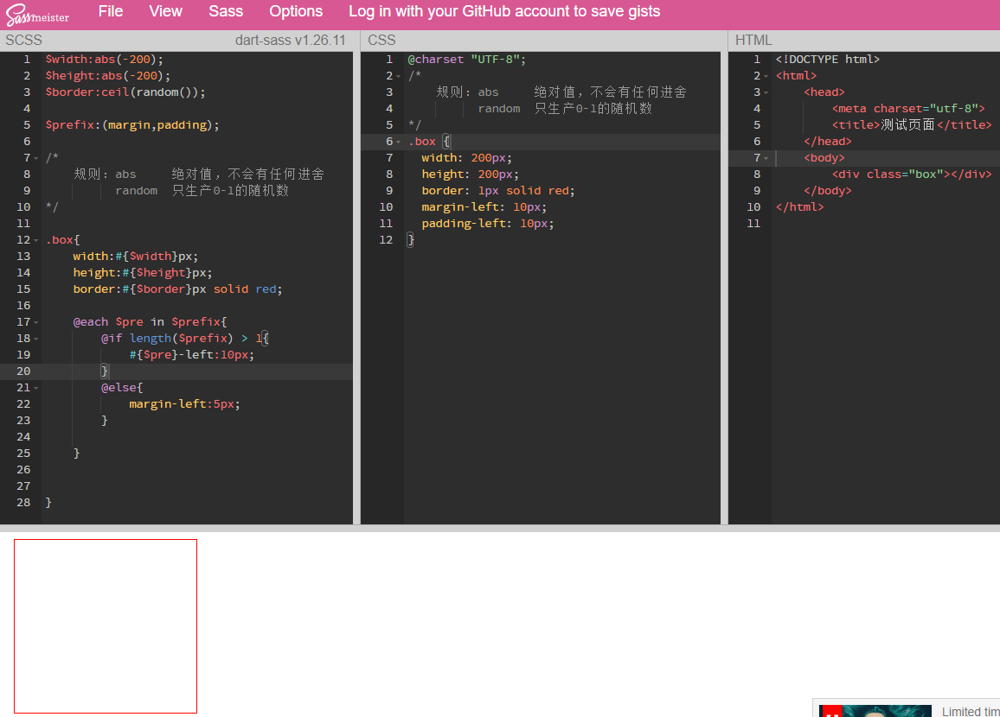 Sassmeister File View Sass Options Log in with your GitHub account to save gists
SCSS dart-sass v1.26.11
1 $width:abs(-200);
2 $height:abs(-200);
3 $border:ceil(random());
4
5 $prefix:(margin,padding);
6
7 /*
8 规则：abs 绝对值，不会有任何进舍
9 random 只生产0-1的随机数
10 */
11
12 .box{
13 width:#{$width}px;
14 height:#{$height}px;
15 border:#{$border}px solid red;
16
17 @each $pre in $prefix{
18 @if length($prefix) > 1{
19 #{$pre}-left:10px;
20 }
21 @else{
22 margin-left:5px;
23 }
24
25 }
26
27
28 }
CSS
1 @charset "UTF-8";
2 /*
3 规则：abs 绝对值，不会有任何进舍
4 random 只生产0-1的随机数
5 */
6 .box {
7 width: 200px;
8 height: 200px;
9 border: 1px solid red;
10 margin-left: 10px;
11 padding-left: 10px;
12 }
HTML
1 <!DOCTYPE html>
2 <html>
3 <head>
4 <meta charset="utf-8">
5 <title>测试页面</title>
6 </head>
7 <body>
8 <div class="box"></div>
9 </body>
10 </html>
11
Limited tim